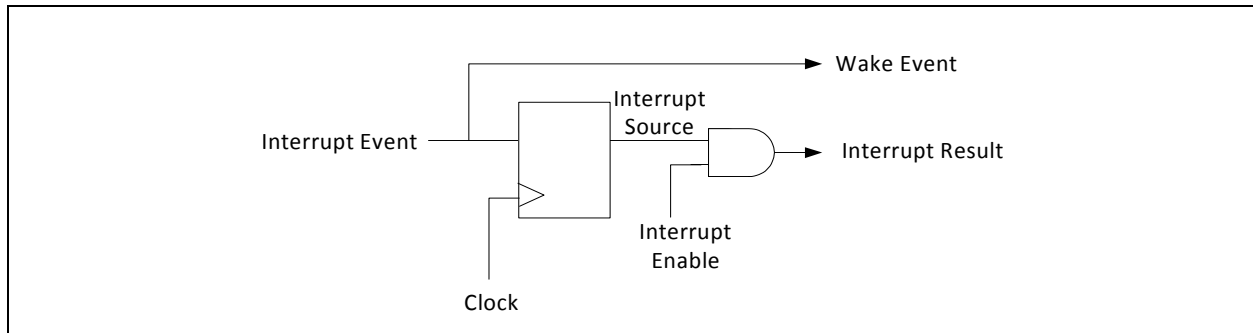 Wake Event
Interrupt
Source
Interrupt Event
Interrupt Result
Interrupt
Enable
Clock